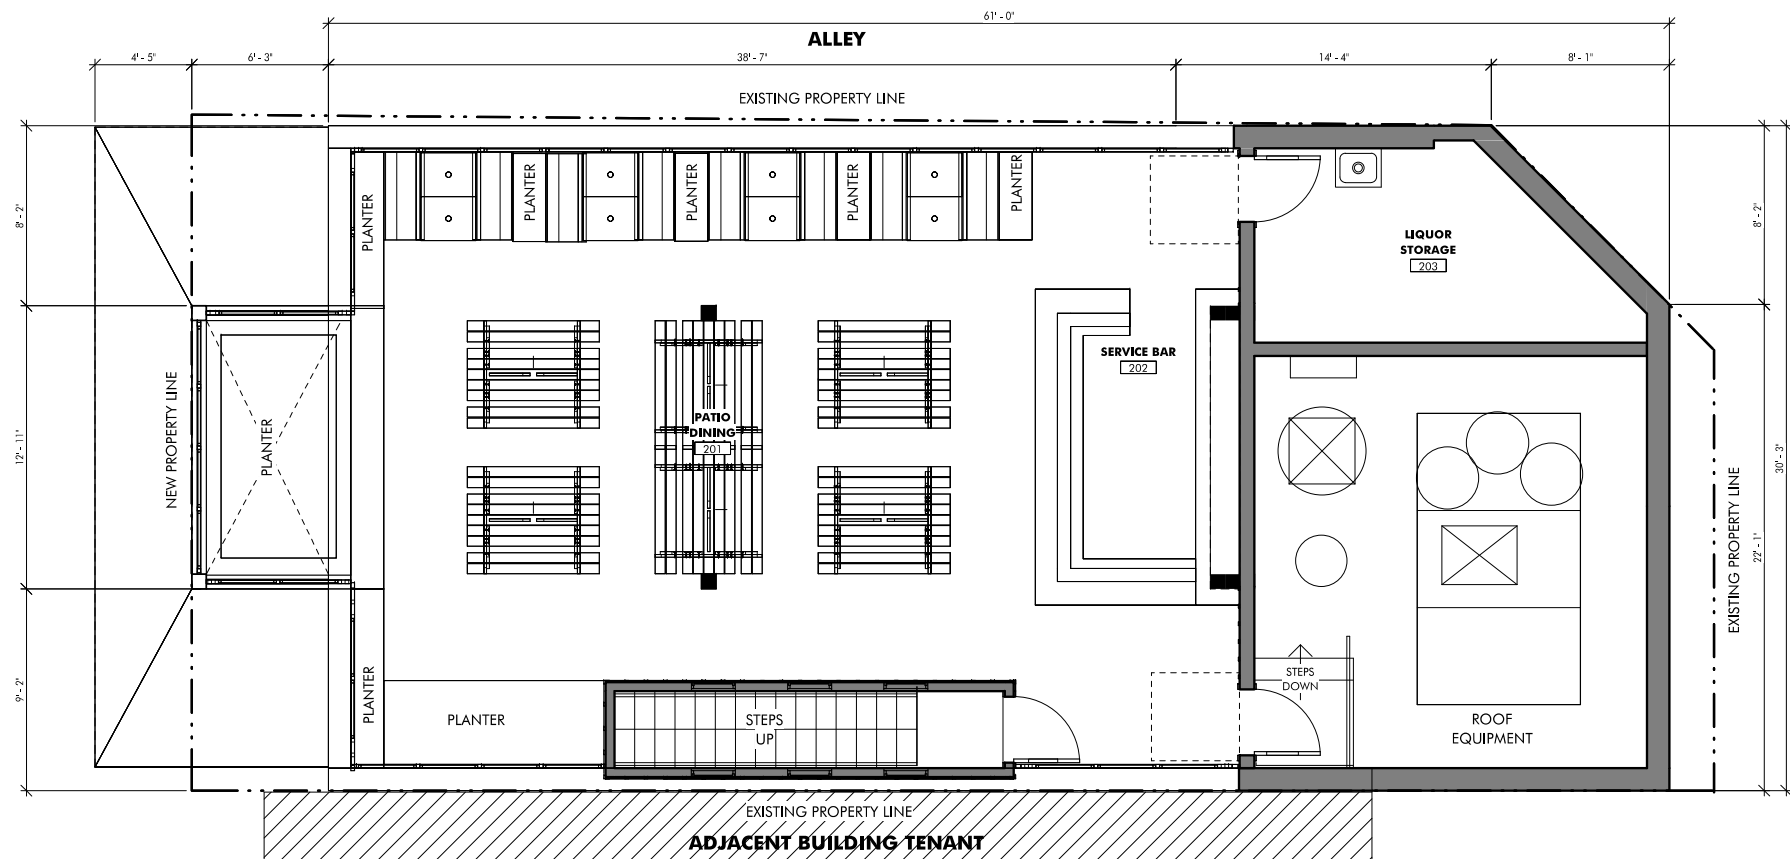 61' - 0"
ALLEY
4' - 5"
6' - 3"
38' - 7"
14' - 4"
8' - 1"
EXISTING PROPERTY LINE
8' - 2"
12' - 11"
9' - 2"
NEW PROPERTY LINE
PLANTER
PLANTER
PLANTER
PLANTER
PLANTER
PLANTER
PLANTER
PLANTER
PLANTER
LIQUOR
STORAGE
203
SERVICE BAR
202
PATIO
DINING
201
STEPS
UP
STEPS
DOWN
ROOF
EQUIPMENT
8' - 2"
22' - 1"
30' - 3"
EXISTING PROPERTY LINE
EXISTING PROPERTY LINE
ADJACENT BUILDING TENANT